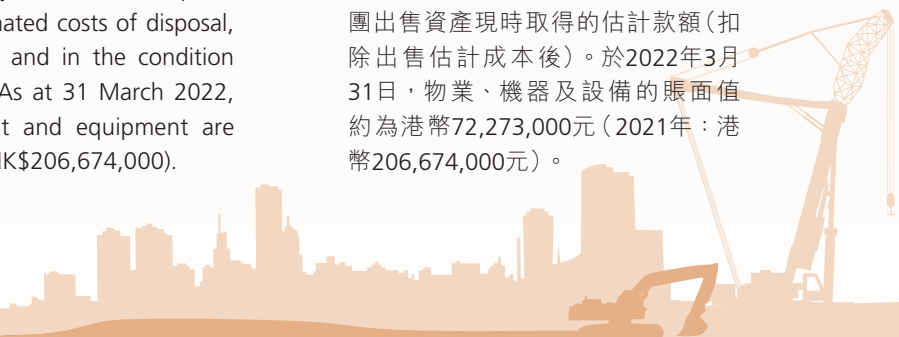 estimated costs of disposal,
and in the condition
As at 31 March 2022,
and equipment are
HK$206,674,000).
團出售資產現時取得的估計款額（扣
除出售估計成本後）。於2022年3月
31日，物業、機器及設備的賬面值
約為港幣72,273,000元（2021年：港
幣206,674,000元）。